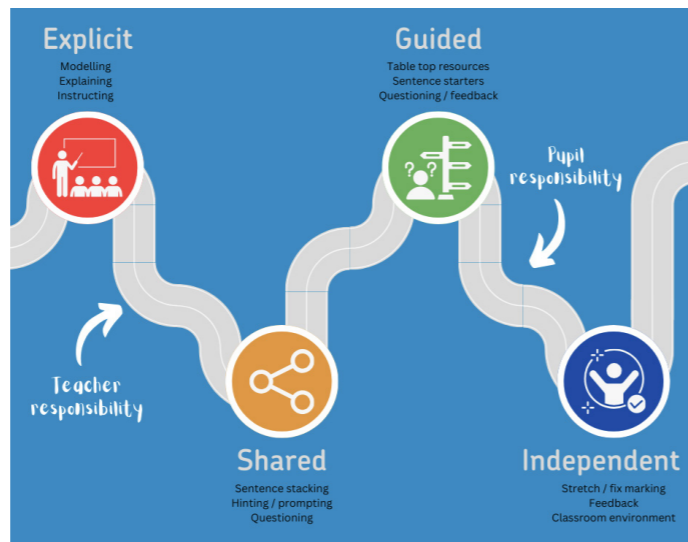 Explicit
Modelling
Explaining
Instructing
Guided
Table top resources
Sentence starters
Questioning / feedback
Pupil
responsibility
Teacher
responsibility
Shared
Sentence stacking
Hinting / prompting
Questioning
Independent
Stretch / fix marking
Feedback
Classroom environment